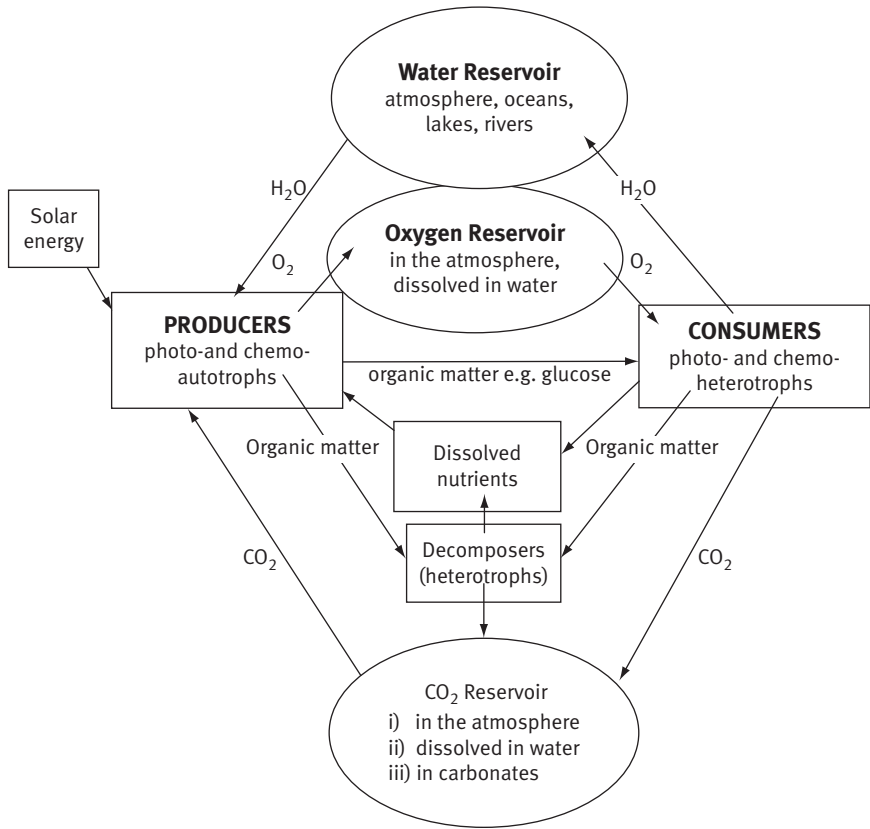 Water Reservoir
atmosphere, oceans,
lakes, rivers
H₂O
H₂O
Solar
energy
Oxygen Reservoir
in the atmosphere,
dissolved in water
O₂
O₂
PRODUCERS
photo-and chemo-
autotrophs
CONSUMERS
photo- and chemo-
heterotrophs
organic matter e.g. glucose
Organic matter
Dissolved
nutrients
Organic matter
Decomposers
(heterotrophs)
CO₂
CO₂
CO₂ Reservoir
i) in the atmosphere
ii) dissolved in water
iii) in carbonates